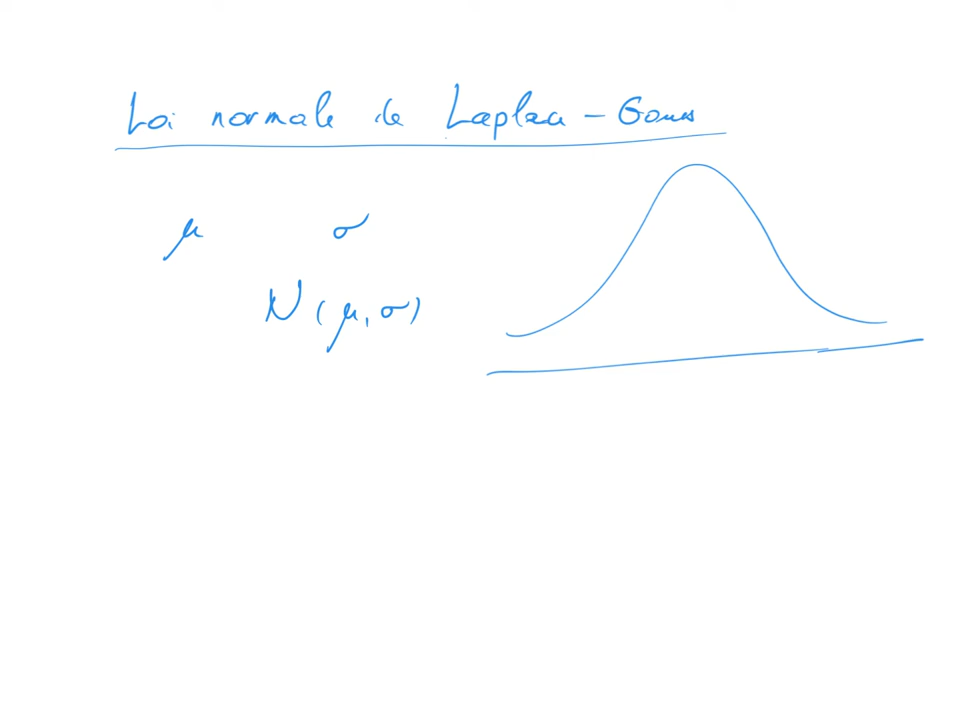 Loi normale de Laplace - Gauss
μ σ
N (μ, σ)